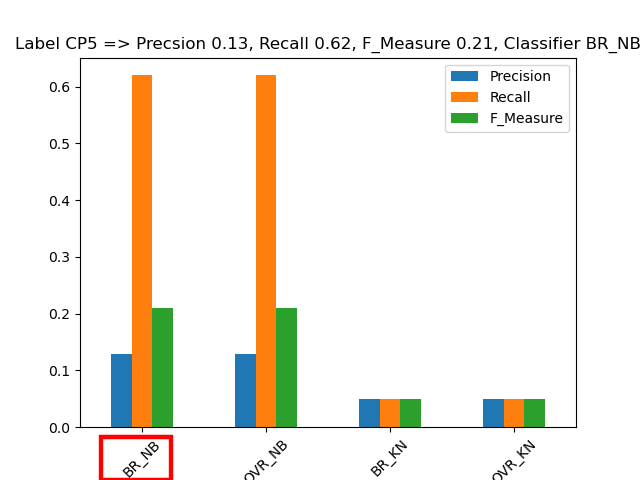 Label CP5 => Precsion 0.13, Recall 0.62, F_Measure 0.21, Classifier BR_NB
Precision
Recall
F_Measure
0.6
0.5
0.4
0.3
0.2
0.1
0.0
BR_NB
OVR_NB
BR_KN
OVR_KN